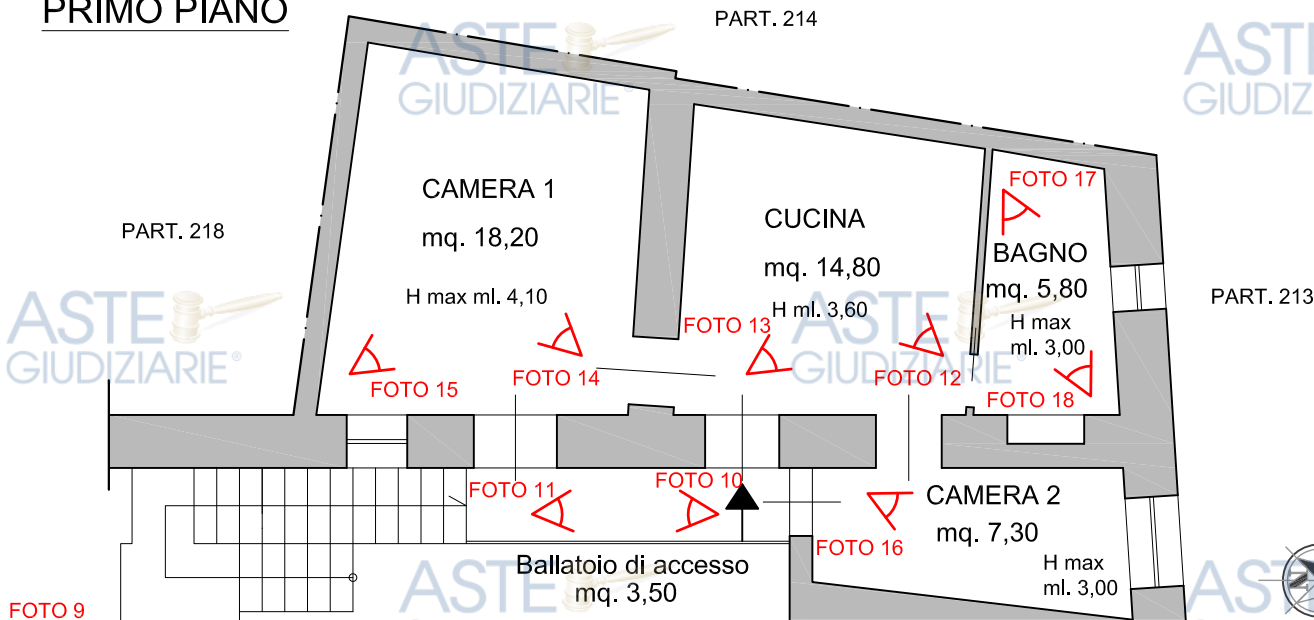 PRIMO PIANO
PART. 214
ASTE
GIUDIZIARIE
ASTE
GIUDIZ
CAMERA 1
mq. 18,20
H max ml. 4,10
CUCINA
mq. 14,80
H ml. 3,60
FOTO 17
BAGNO
mq. 5,80
H max
ml. 3,00
PART. 218
PART. 213
ASTE
GIUDIZIARIE®
ASTE
GIUDIZIARIE
FOTO 13
FOTO 15
FOTO 14
FOTO 12
FOTO 18
FOTO 11
FOTO 10
FOTO 16
CAMERA 2
mq. 7,30
H max
ml. 3,00
Ballatoio di accesso
mq. 3,50
ASTE
AST
N
FOTO 9